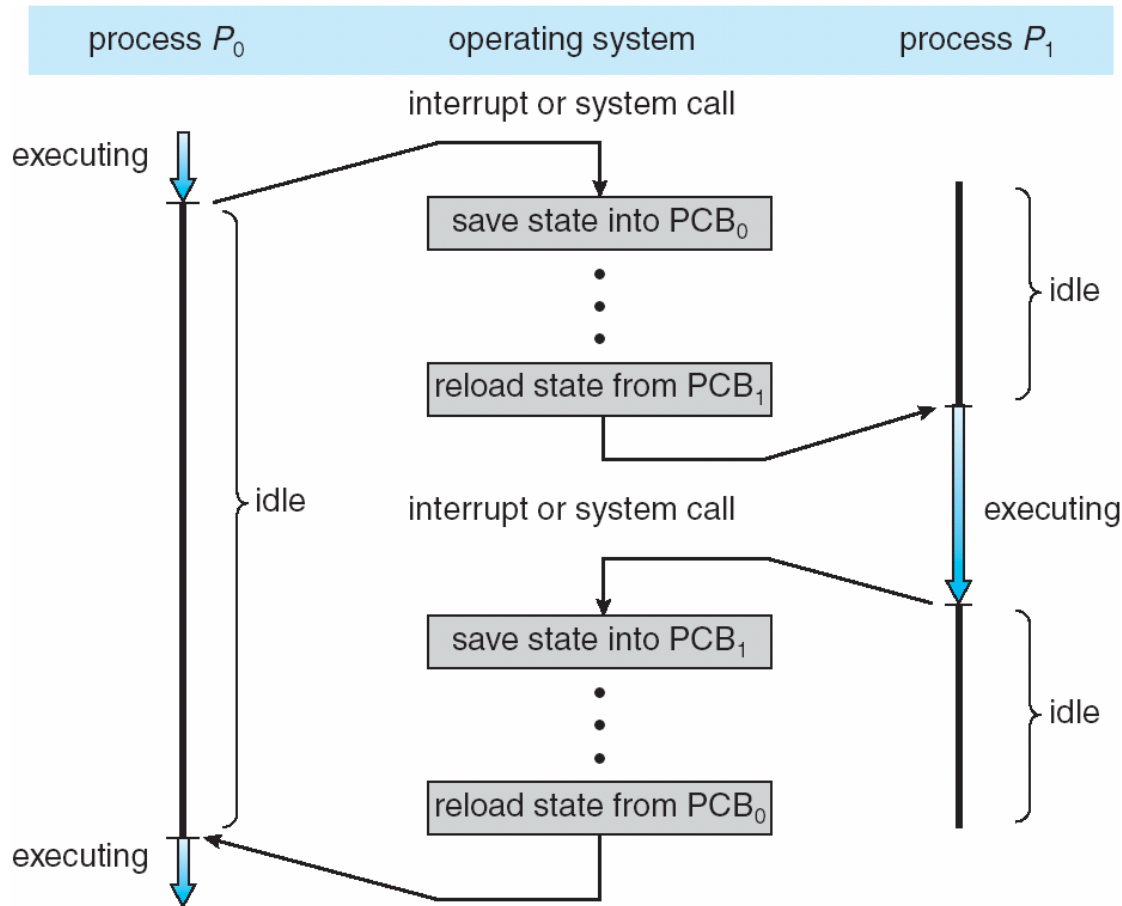 process P₀ operating system process P₁
interrupt or system call
executing
save state into PCB₀
idle
reload state from PCB₁
idle
interrupt or system call
executing
save state into PCB₁
idle
reload state from PCB₀
executing